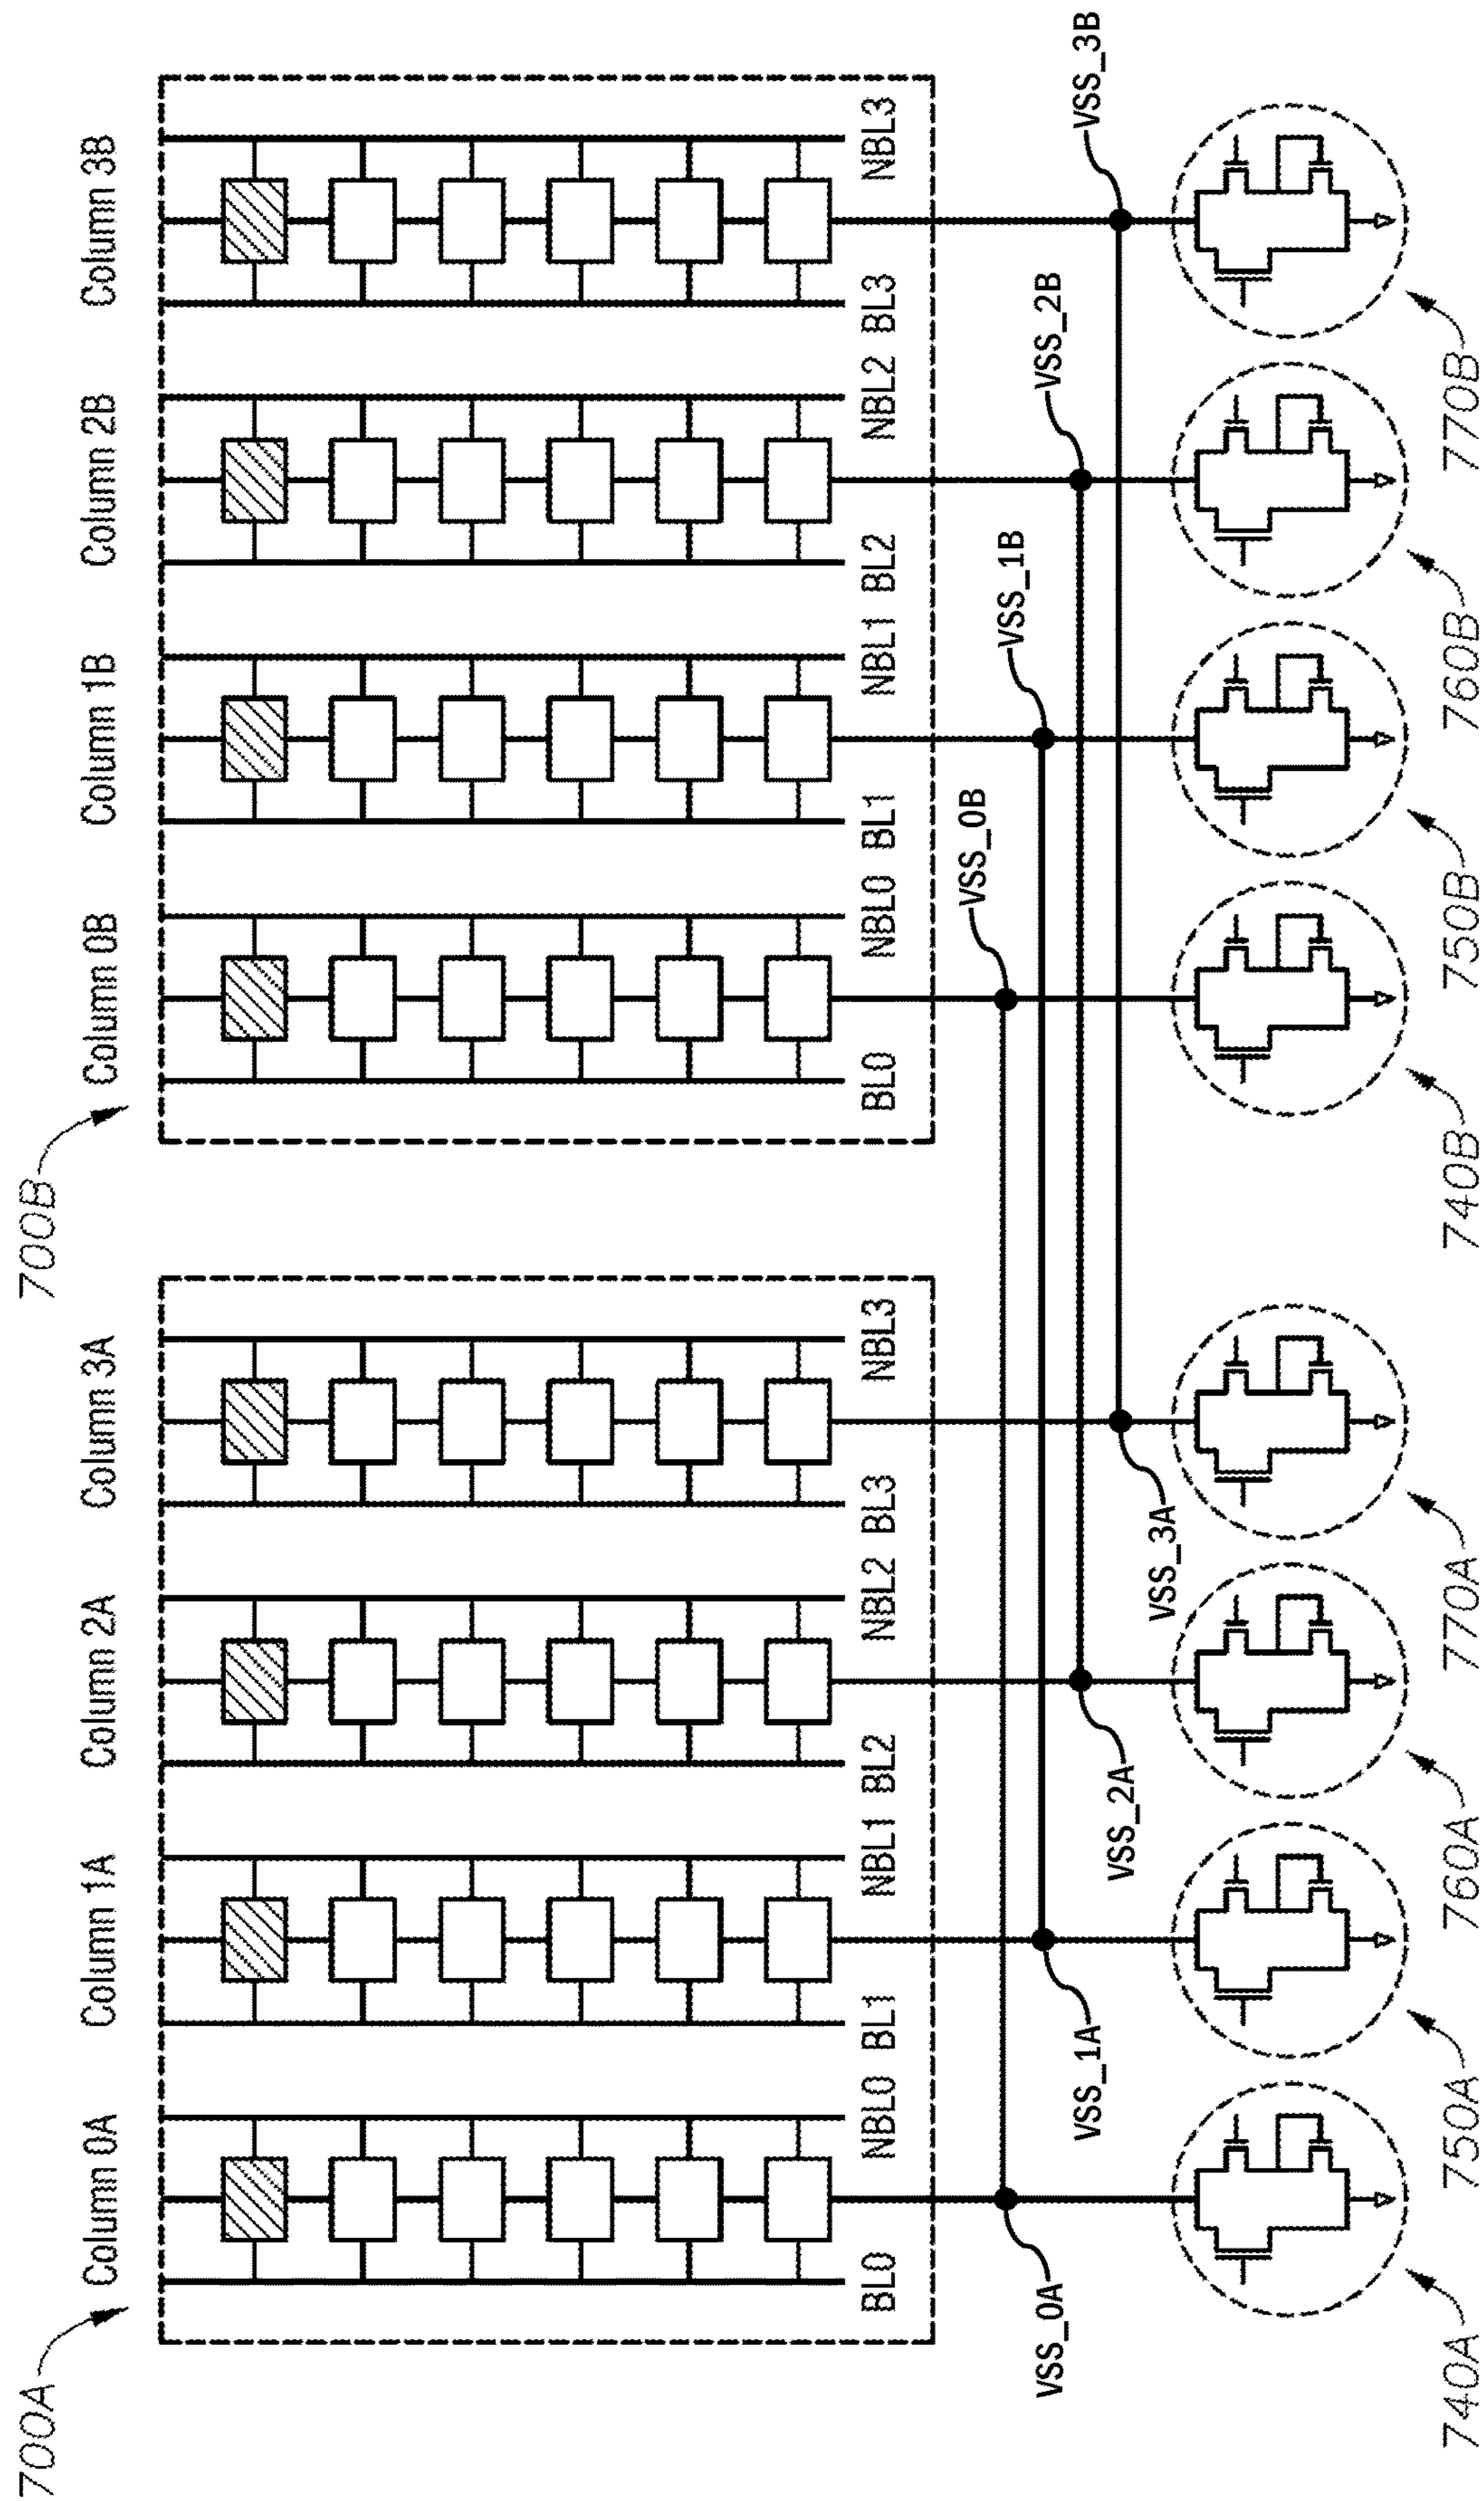 700A
700B
Column 0A
Column 1A
Column 2A
Column 3A
Column 0B
Column 1B
Column 2B
Column 3B
BL0
NBL0
BL1
NBL1
BL2
NBL2
BL3
NBL3
BL0
NBL0
BL1
NBL1
BL2
NBL2
BL3
NBL3
VSS_0B
VSS_1B
VSS_2B
VSS_3B
VSS_0A
VSS_1A
VSS_2A
VSS_3A
740A
750A
760A
770A
740B
750B
760B
770B